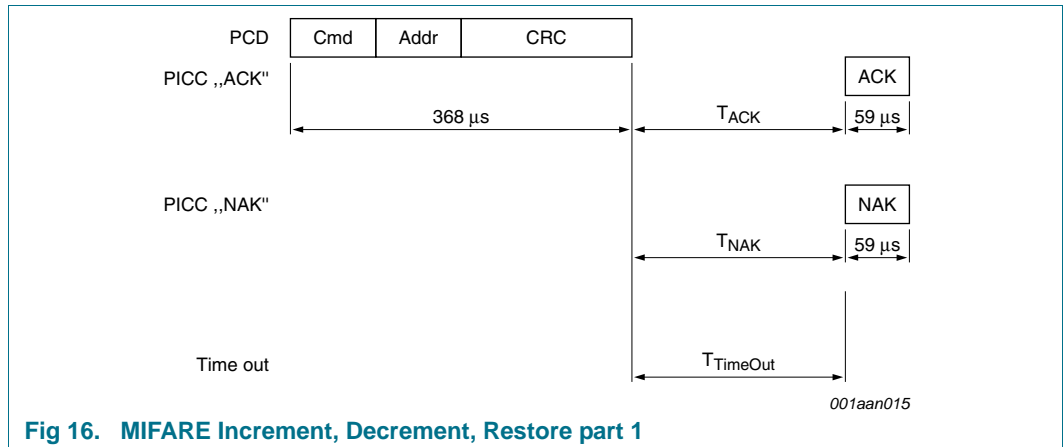 PCD Cmd Addr CRC
PICC ,,ACK" ACK
368 μs TACK 59 μs
PICC ,,NAK" NAK
TNAK 59 μs
Time out TTimeOut
001aan015
Fig 16. MIFARE Increment, Decrement, Restore part 1